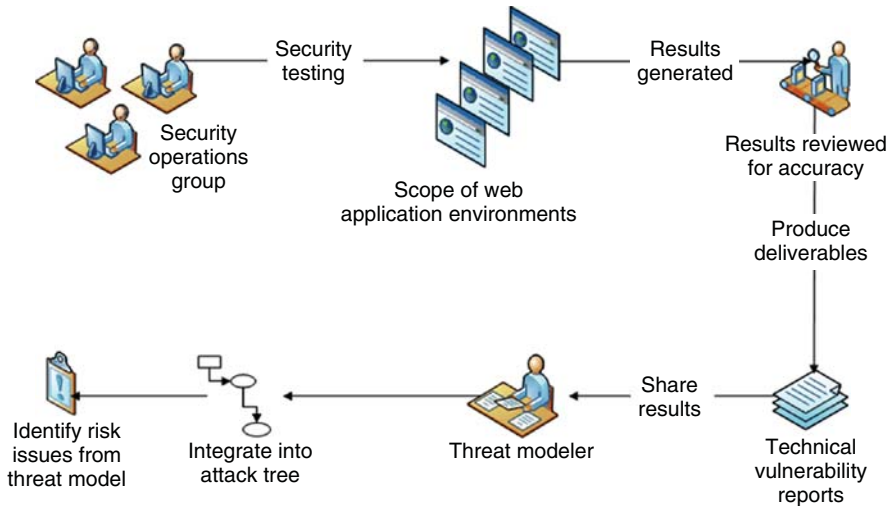 Security
testing
Results
generated
Security
operations
group
Scope of web
application environments
Results reviewed
for accuracy
Produce
deliverables
Share
results
Identify risk
issues from
threat model
Integrate into
attack tree
Threat modeler
Technical
vulnerability
reports